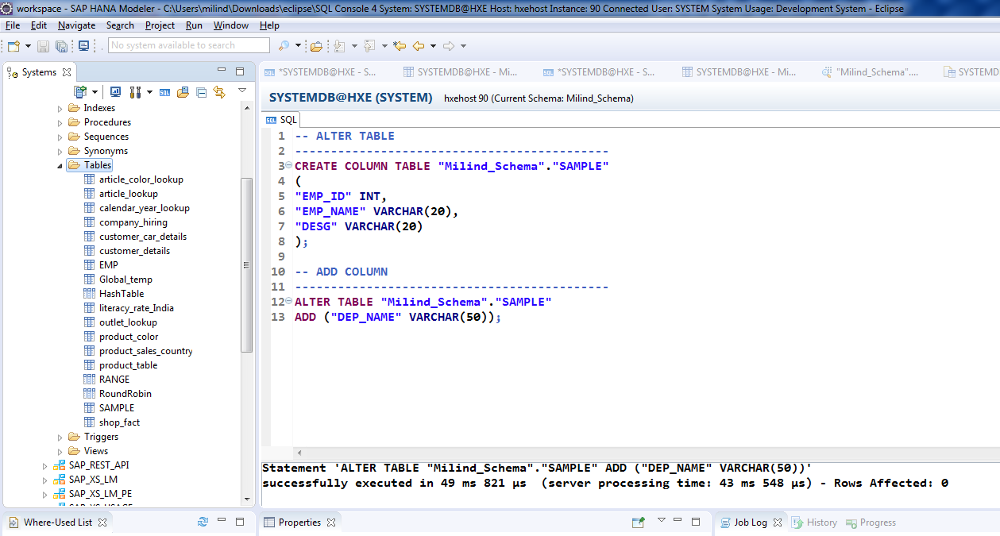 workspace - SAP HANA Modeler - C:\Users\milind\Downloads\eclipse\SQL Console 4 System: SYSTEMDB@HXE Host: hxehost Instance: 90 Connected User: SYSTEM System Usage: Development System - Eclipse
File Edit Navigate Search Project Run Window Help
No system available to search
Systems
*SYSTEMDB@HXE - S... SYSTEMDB@HXE - Mi... *SYSTEMDB@HXE - S... SYSTEMDB@HXE - Mi... "Milind_Schema".... SYSTEMD
SYSTEMDB@HXE (SYSTEM) hxehost 90 (Current Schema: Milind_Schema)
SQL
Indexes
Procedures
Sequences
Synonyms
Tables
article_color_lookup
article_lookup
calendar_year_lookup
company_hiring
customer_car_details
customer_details
EMP
Global_temp
HashTable
literacy_rate_India
outlet_lookup
product_color
product_sales_country
product_table
RANGE
RoundRobin
SAMPLE
shop_fact
Triggers
Views
SAP_REST_API
SAP_XS_LM
SAP_XS_LM_PE
SAP_XS_USAGE
1 -- ALTER TABLE
2 --------------------------------------------
3 CREATE COLUMN TABLE "Milind_Schema"."SAMPLE"
4 (
5 "EMP_ID" INT,
6 "EMP_NAME" VARCHAR(20),
7 "DESG" VARCHAR(20)
8 );
9
10 -- ADD COLUMN
11 --------------------------------------------
12 ALTER TABLE "Milind_Schema"."SAMPLE"
13 ADD ("DEP_NAME" VARCHAR(50));
Statement 'ALTER TABLE "Milind_Schema"."SAMPLE" ADD ("DEP_NAME" VARCHAR(50))'
successfully executed in 49 ms 821 µs (server processing time: 43 ms 548 µs) - Rows Affected: 0
Where-Used List
Properties
Job Log History Progress